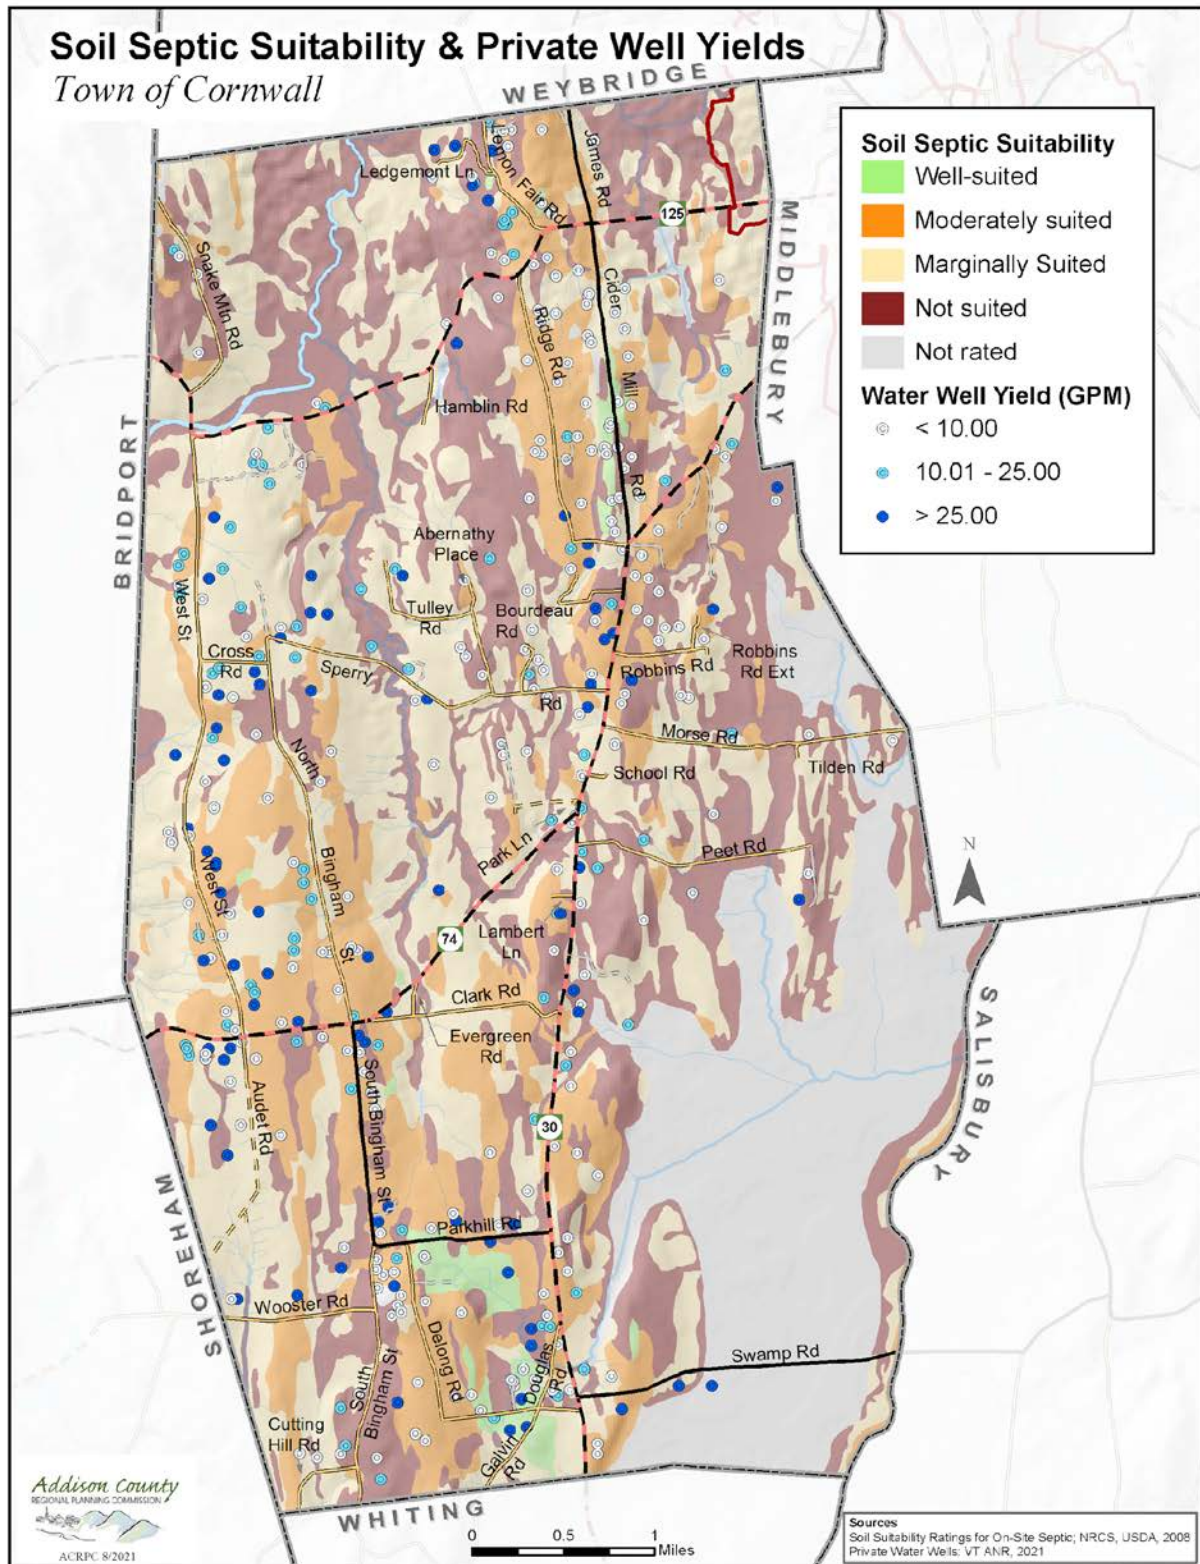 Soil Septic Suitability & Private Well Yields
Town of Cornwall
WEYBRIDGE
Soil Septic Suitability
Well-suited
Moderately suited
Marginally Suited
Not suited
Not rated
Water Well Yield (GPM)
< 10.00
10.01 - 25.00
> 25.00
Ledgemont Ln
Lemon Fair Rd
James Rd
125
MIDDLEBURY
Snake Mtn Rd
Cider
Mill
Rd
Ridge Rd
Hamblin Rd
BRIDPORT
Abernathy
Place
West St
Tulley
Rd
Bourdeau
Rd
Cross
Rd
Sperry
Rd
Robbins Rd
Robbins
Rd Ext
Morse Rd
Tilden Rd
North
Bingham
St
School Rd
Park Ln
Peet Rd
N
West St
74
Lambert
Ln
Clark Rd
Evergreen
Rd
SALISBURY
Audet Rd
South Bingham St
30
SHOREHAM
Parkhill Rd
Wooster Rd
Delong Rd
Douglas
Rd
Swamp Rd
South
Bingham St
Cutting
Hill Rd
Galvin
Rd
WHITING
Addison County
REGIONAL PLANNING COMMISSION
ACRPC 8/2021
0 0.5 1
Miles
Sources
Soil Suitability Ratings for On-Site Septic; NRCS, USDA, 2008
Private Water Wells: VT ANR, 2021